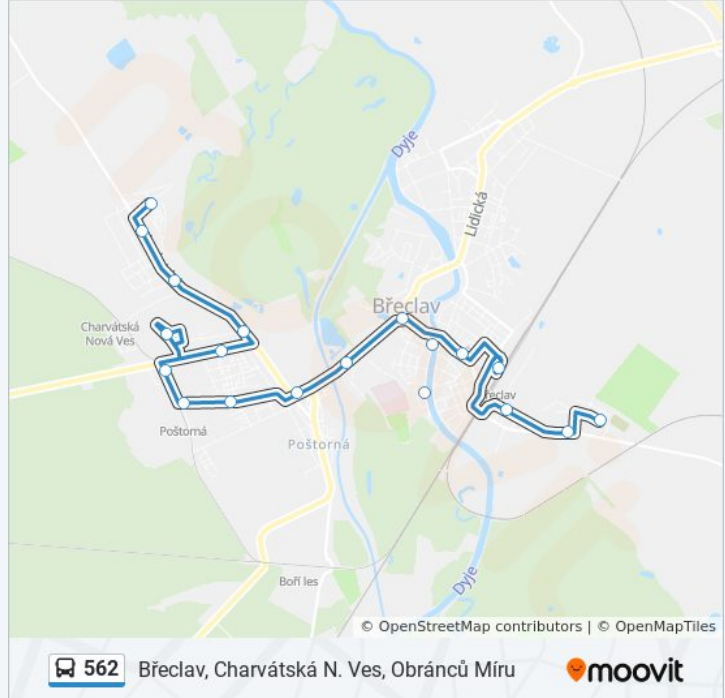 Dyje
Lidická
Břeclav
Charvátská
Nová Ves
Břeclav
Poštorná
Poštorná
Boří les
Dyje
© OpenStreetMap contributors | © OpenMapTiles
562 Břeclav, Charvátská N. Ves, Obránců Míru moovit